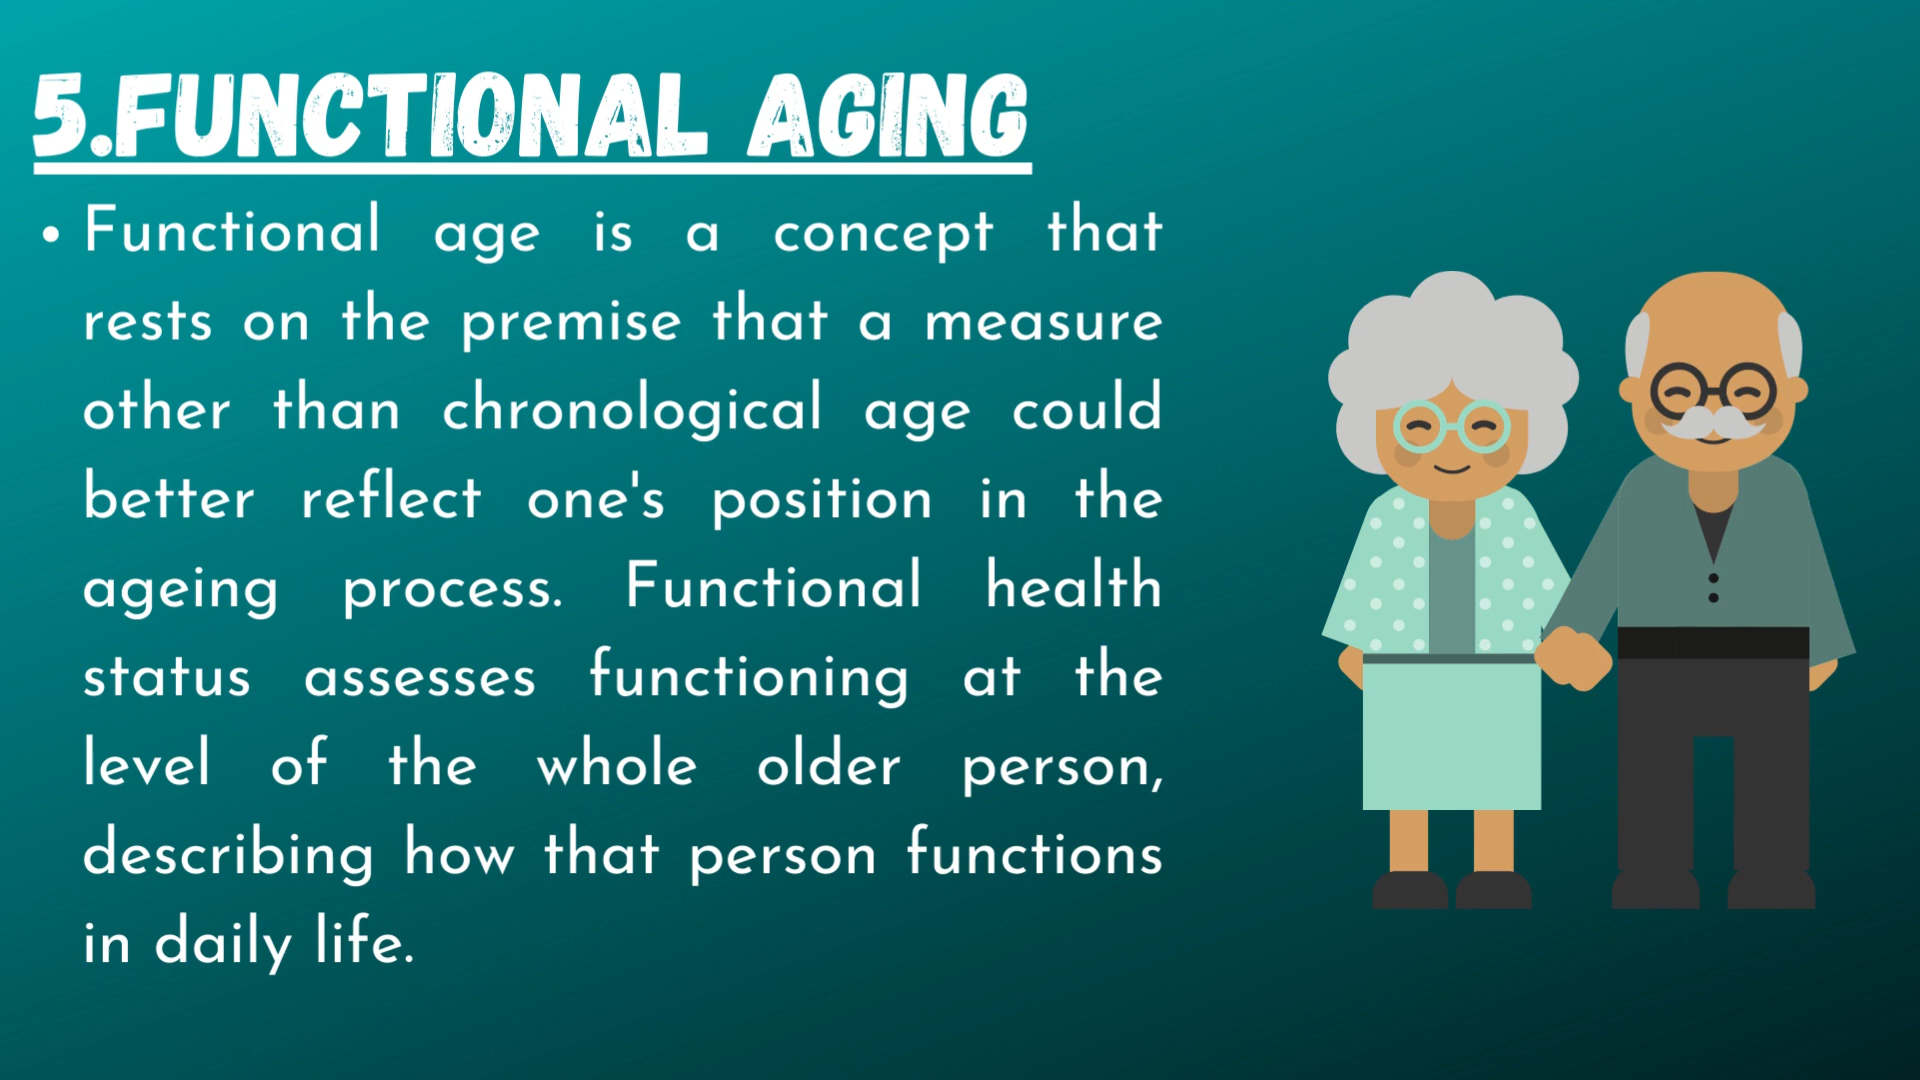 5.FUNCTIONAL AGING
• Functional age is a concept that
rests on the premise that a measure
other than chronological age could
better reflect one's position in the
ageing process. Functional health
status assesses functioning at the
level of the whole older person,
describing how that person functions
in daily life.